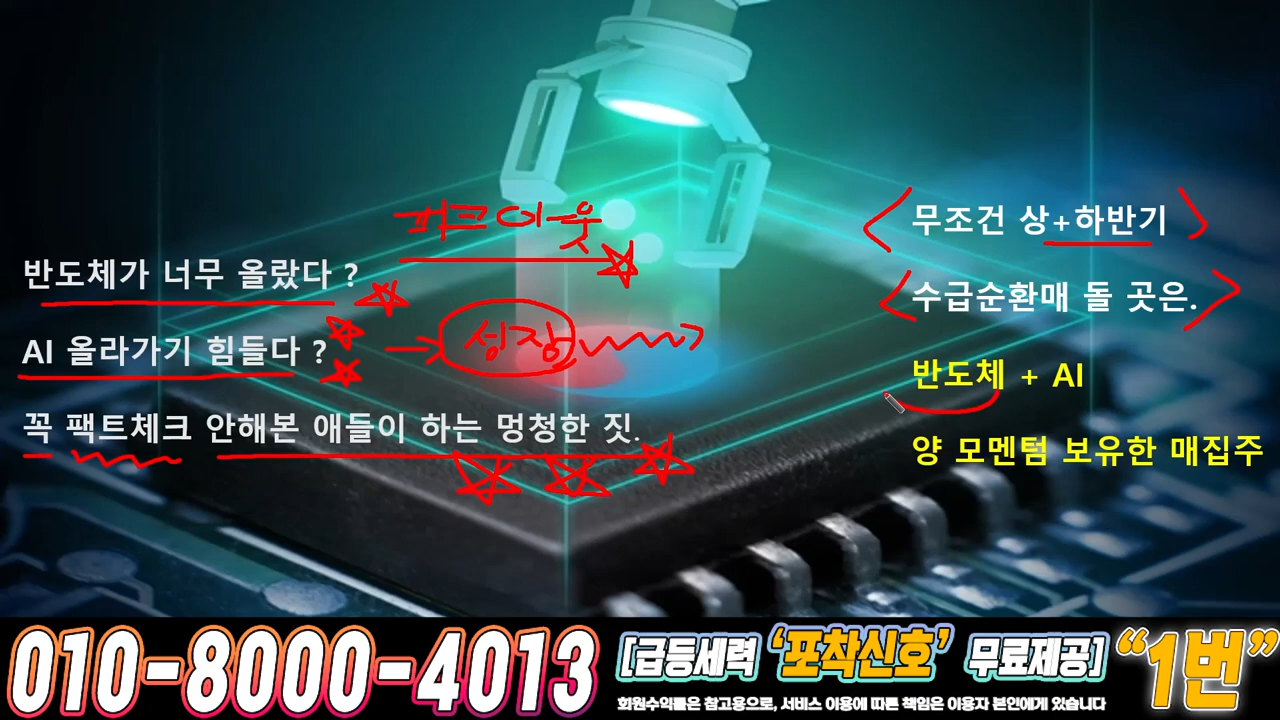 피크아웃
반도체가 너무 올랐다 ?
AI 올라가기 힘들다 ?
성장
꼭 팩트체크 안해본 애들이 하는 멍청한 짓.
무조건 상+하반기
수급순환매 돌 곳은.
반도체 + AI
양 모멘텀 보유한 매집주
010-8000-4013
[급등세력 '포착신호' 무료제공] "1번"
회원수익률은 참고용으로, 서비스 이용에 따른 책임은 이용자 본인에게 있습니다